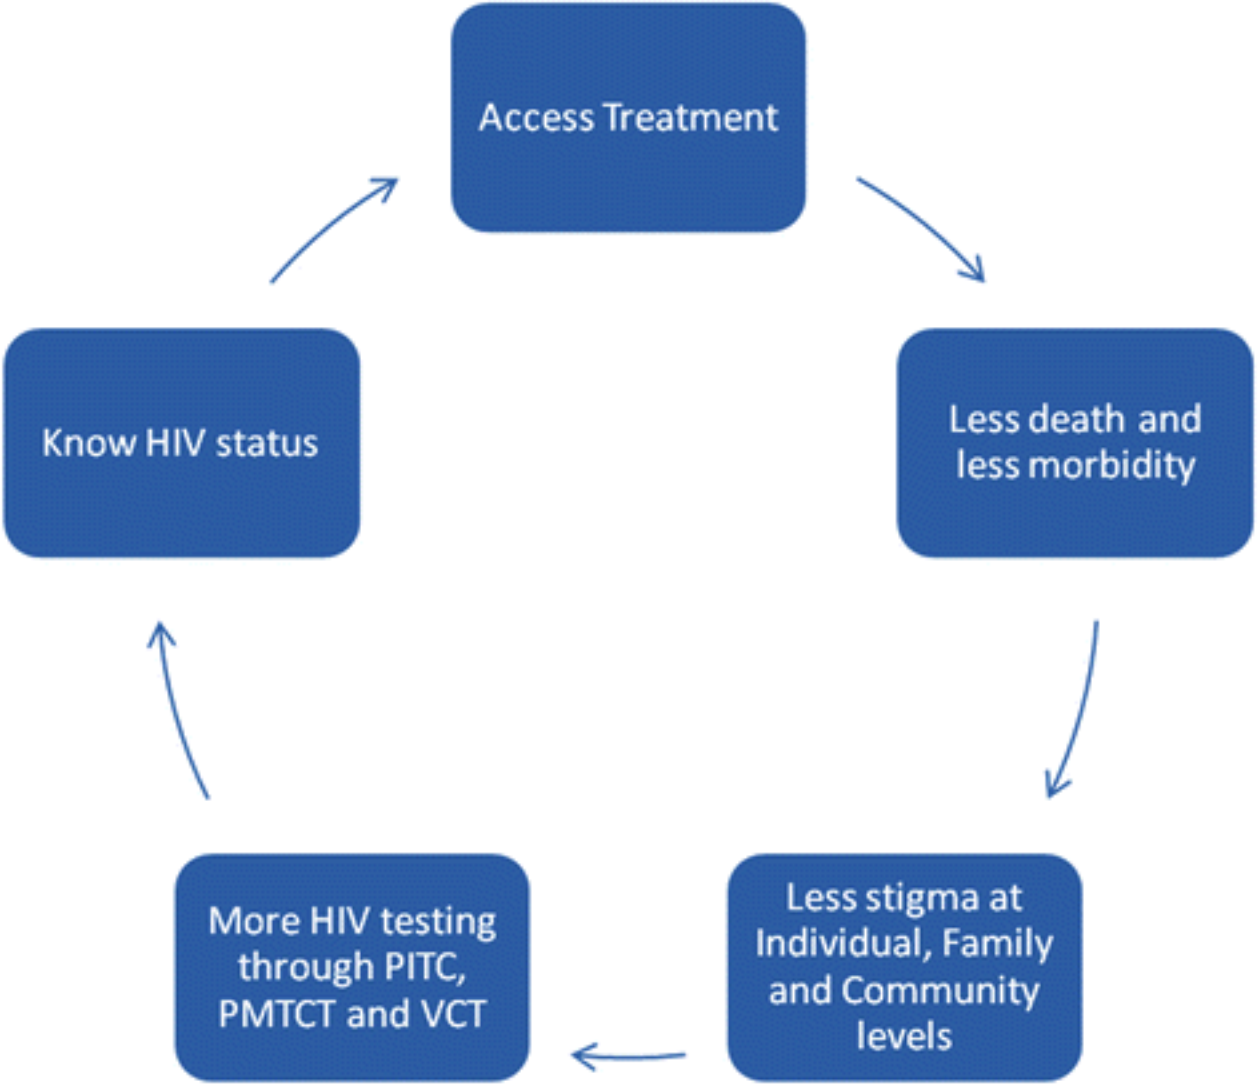 Access Treatment
Less death and
less morbidity
Less stigma at
Individual, Family
and Community
levels
More HIV testing
through PITC,
PMTCT and VCT
Know HIV status